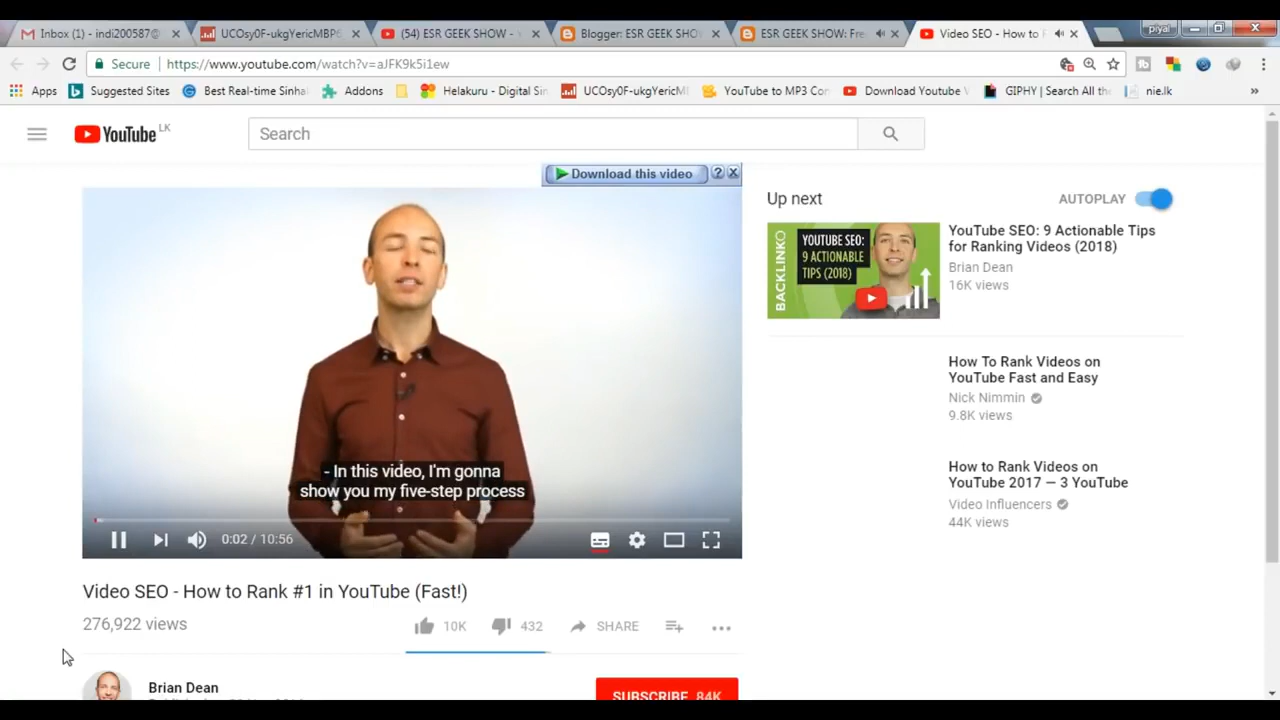 Inbox (1) - indi200587@
UCOsy0F-ukgYericMBP6
(54) ESR GEEK SHOW - Y
Blogger: ESR GEEK SHO
ESR GEEK SHOW: Fre
Video SEO - How to R
piyal
Secure
https://www.youtube.com/watch?v=aJFK9k5i1ew
Apps
Suggested Sites
Best Real-time Sinha
Addons
Helakuru - Digital Sin
UCOsy0F-ukgYericM
YouTube to MP3 Con
Download Youtube V
GIPHY | Search All the
nie.lk
»
YouTube LK
Search
Download this video
?
- In this video, I'm gonna
show you my five-step process
0:02 / 10:56
Video SEO - How to Rank #1 in YouTube (Fast!)
276,922 views
10K
432
SHARE
Brian Dean
SUBSCRIBE 84K
Up next
AUTOPLAY
BACKLINKO
YOUTUBE SEO:
9 ACTIONABLE
TIPS (2018)
YouTube SEO: 9 Actionable Tips
for Ranking Videos (2018)
Brian Dean
16K views
How To Rank Videos on
YouTube Fast and Easy
Nick Nimmin
9.8K views
How to Rank Videos on
YouTube 2017 — 3 YouTube
Video Influencers
44K views